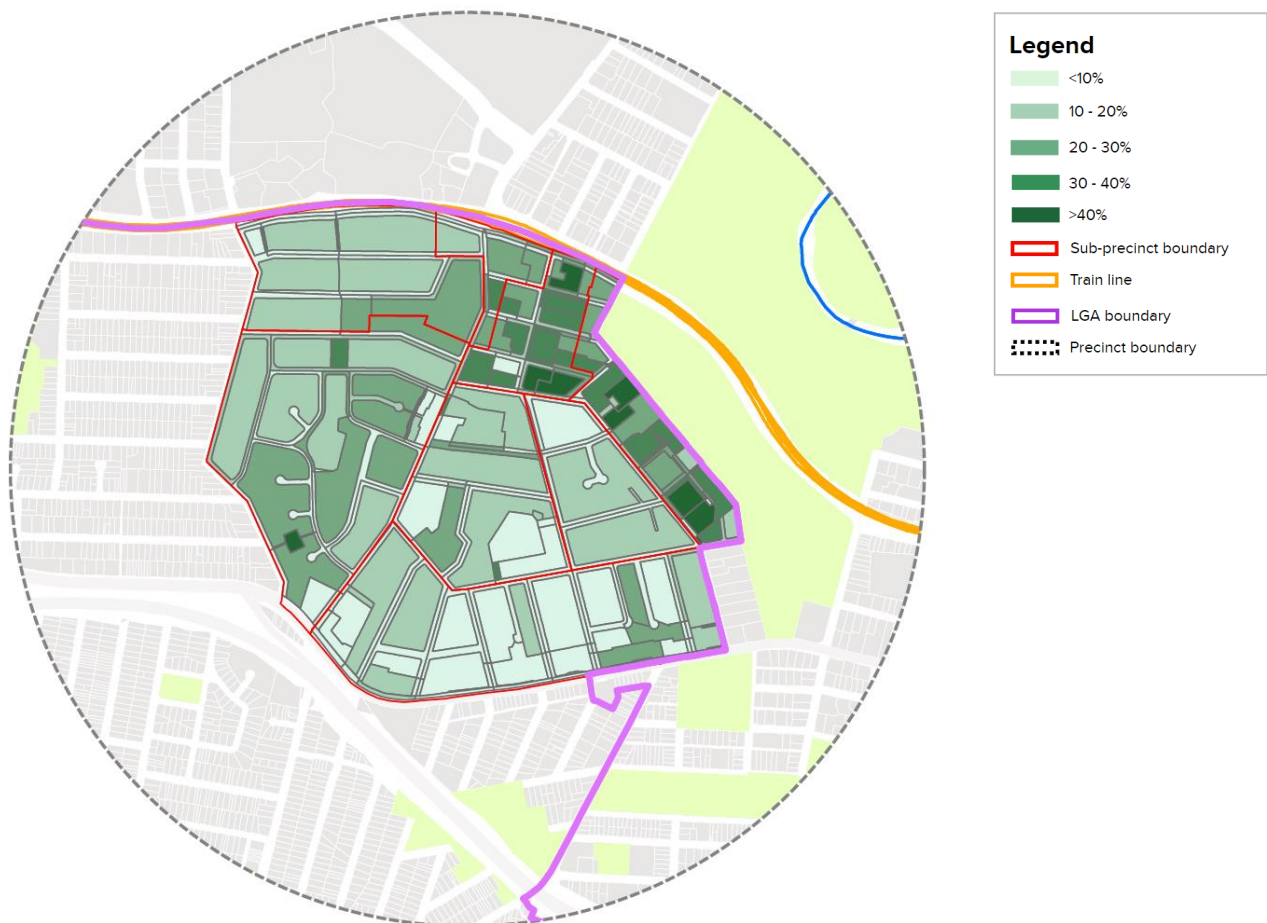 Legend
<10%
10 - 20%
20 - 30%
30 - 40%
>40%
Sub-precinct boundary
Train line
LGA boundary
Precinct boundary